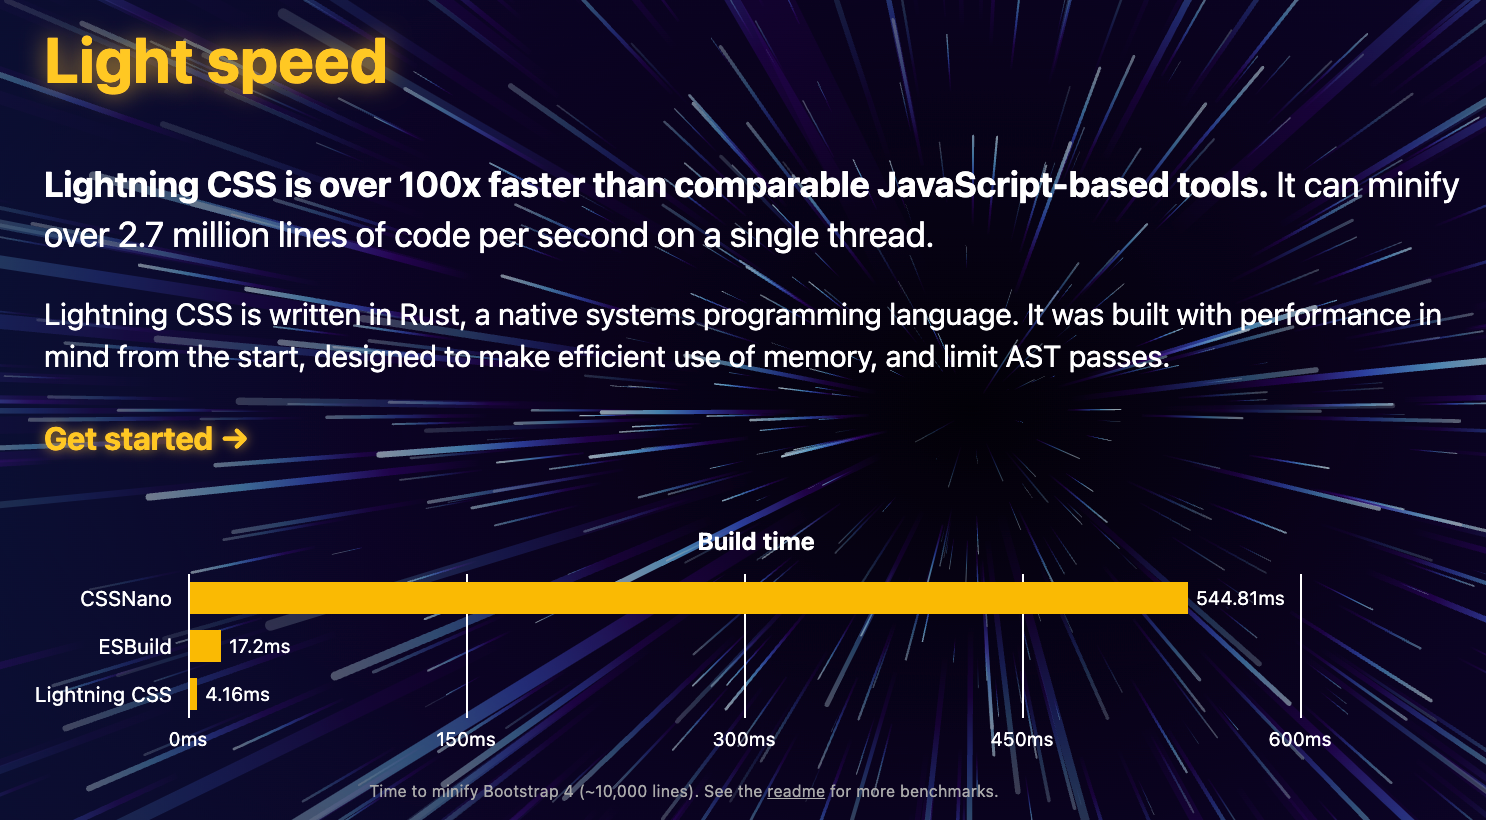 Light speed
Lightning CSS is over 100x faster than comparable JavaScript-based tools. It can minify
over 2.7 million lines of code per second on a single thread.
Lightning CSS is written in Rust, a native systems programming language. It was built with performance in
mind from the start, designed to make efficient use of memory, and limit AST passes.
Get started →
Build time
CSSNano 544.81ms
ESBuild 17.2ms
Lightning CSS 4.16ms
0ms 150ms 300ms 450ms 600ms
Time to minify Bootstrap 4 (~10,000 lines). See the readme for more benchmarks.